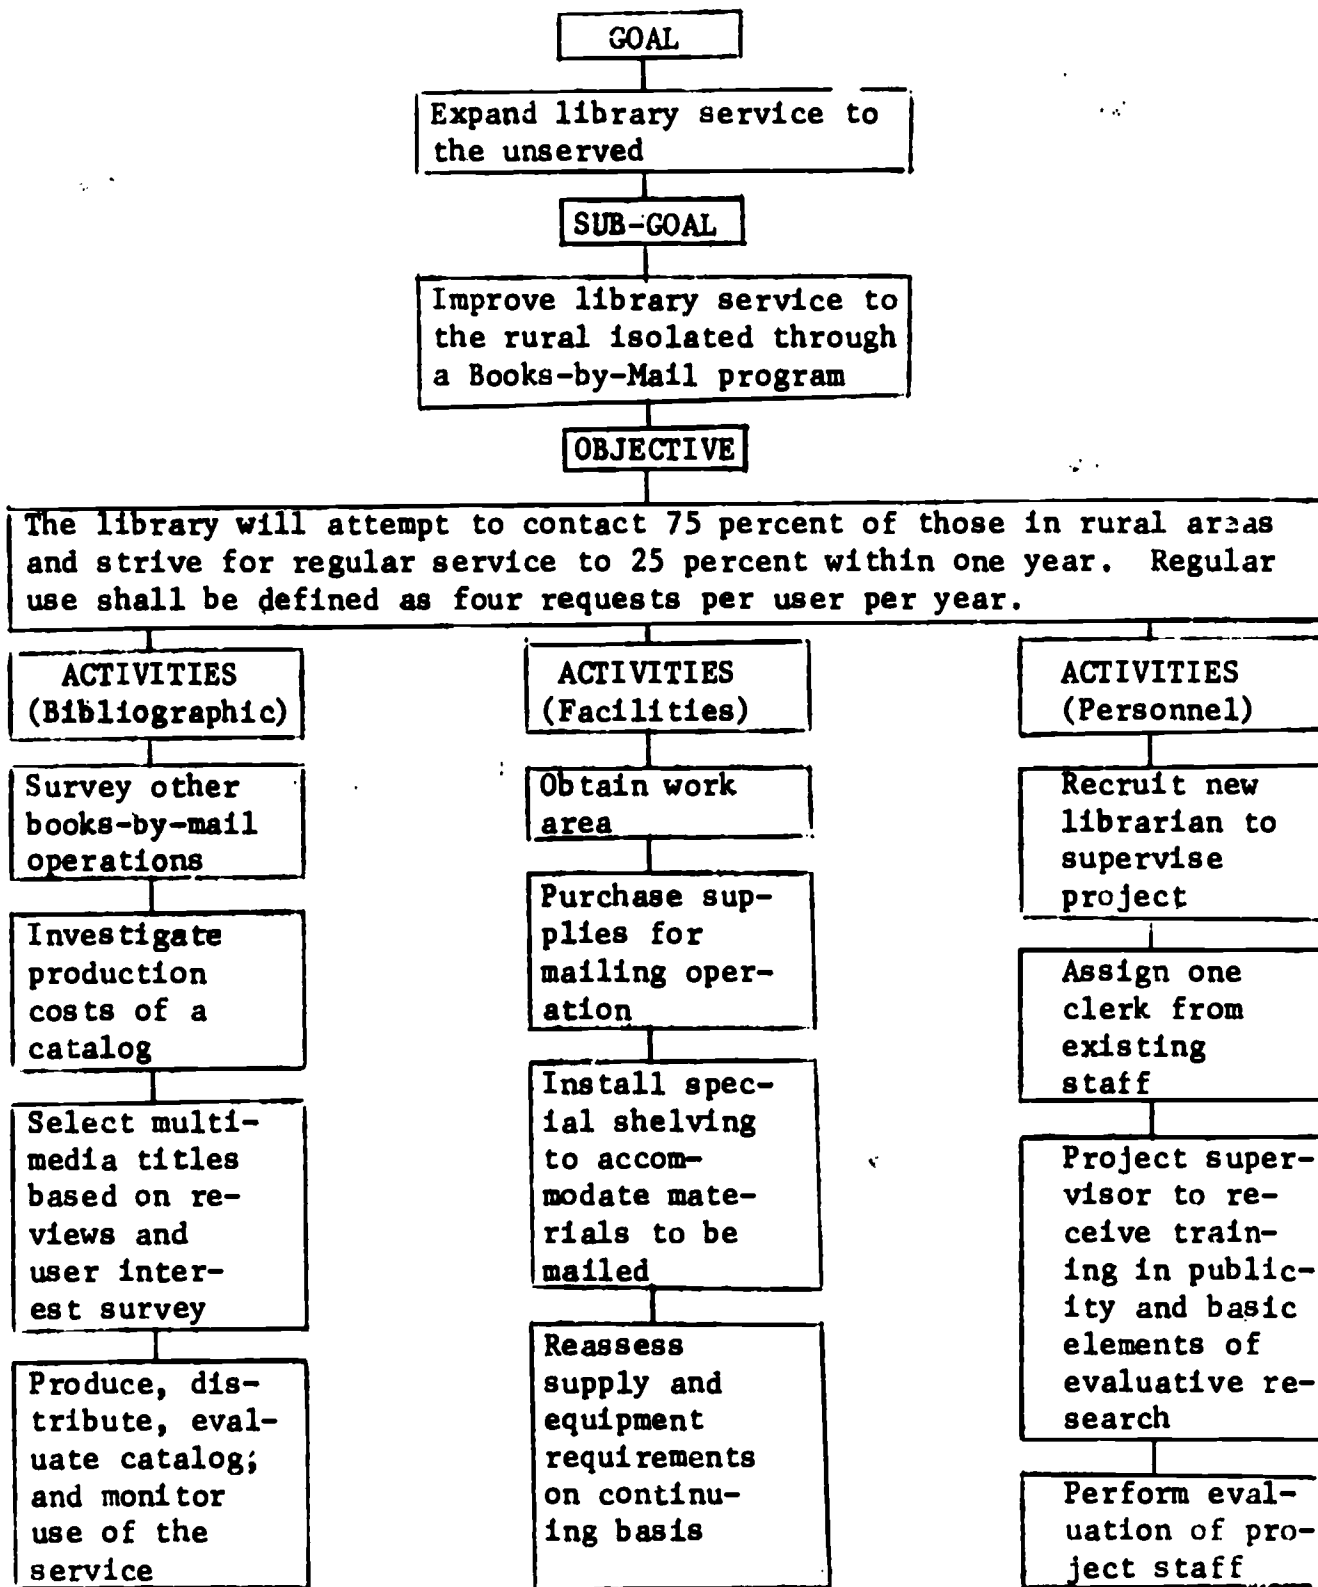 GOAL
Expand library service to
the unserved
SUB-GOAL
Improve library service to
the rural isolated through
a Books-by-Mail program
OBJECTIVE
The library will attempt to contact 75 percent of those in rural areas
and strive for regular service to 25 percent within one year. Regular
use shall be defined as four requests per user per year.
ACTIVITIES
(Bibliographic)
Survey other
books-by-mail
operations
Investigate
production
costs of a
catalog
Select multi-
media titles
based on re-
views and
user inter-
est survey
Produce, dis-
tribute, eval-
uate catalog;
and monitor
use of the
service
ACTIVITIES
(Facilities)
Obtain work
area
Purchase sup-
plies for
mailing oper-
ation
Install spec-
ial shelving
to accom-
modate mate-
rials to be
mailed
Reassess
supply and
equipment
requirements
on continu-
ing basis
ACTIVITIES
(Personnel)
Recruit new
librarian to
supervise
project
Assign one
clerk from
existing
staff
Project super-
visor to re-
ceive train-
ing in public-
ity and basic
elements of
evaluative re-
search
Perform eval-
uation of pro-
ject staff